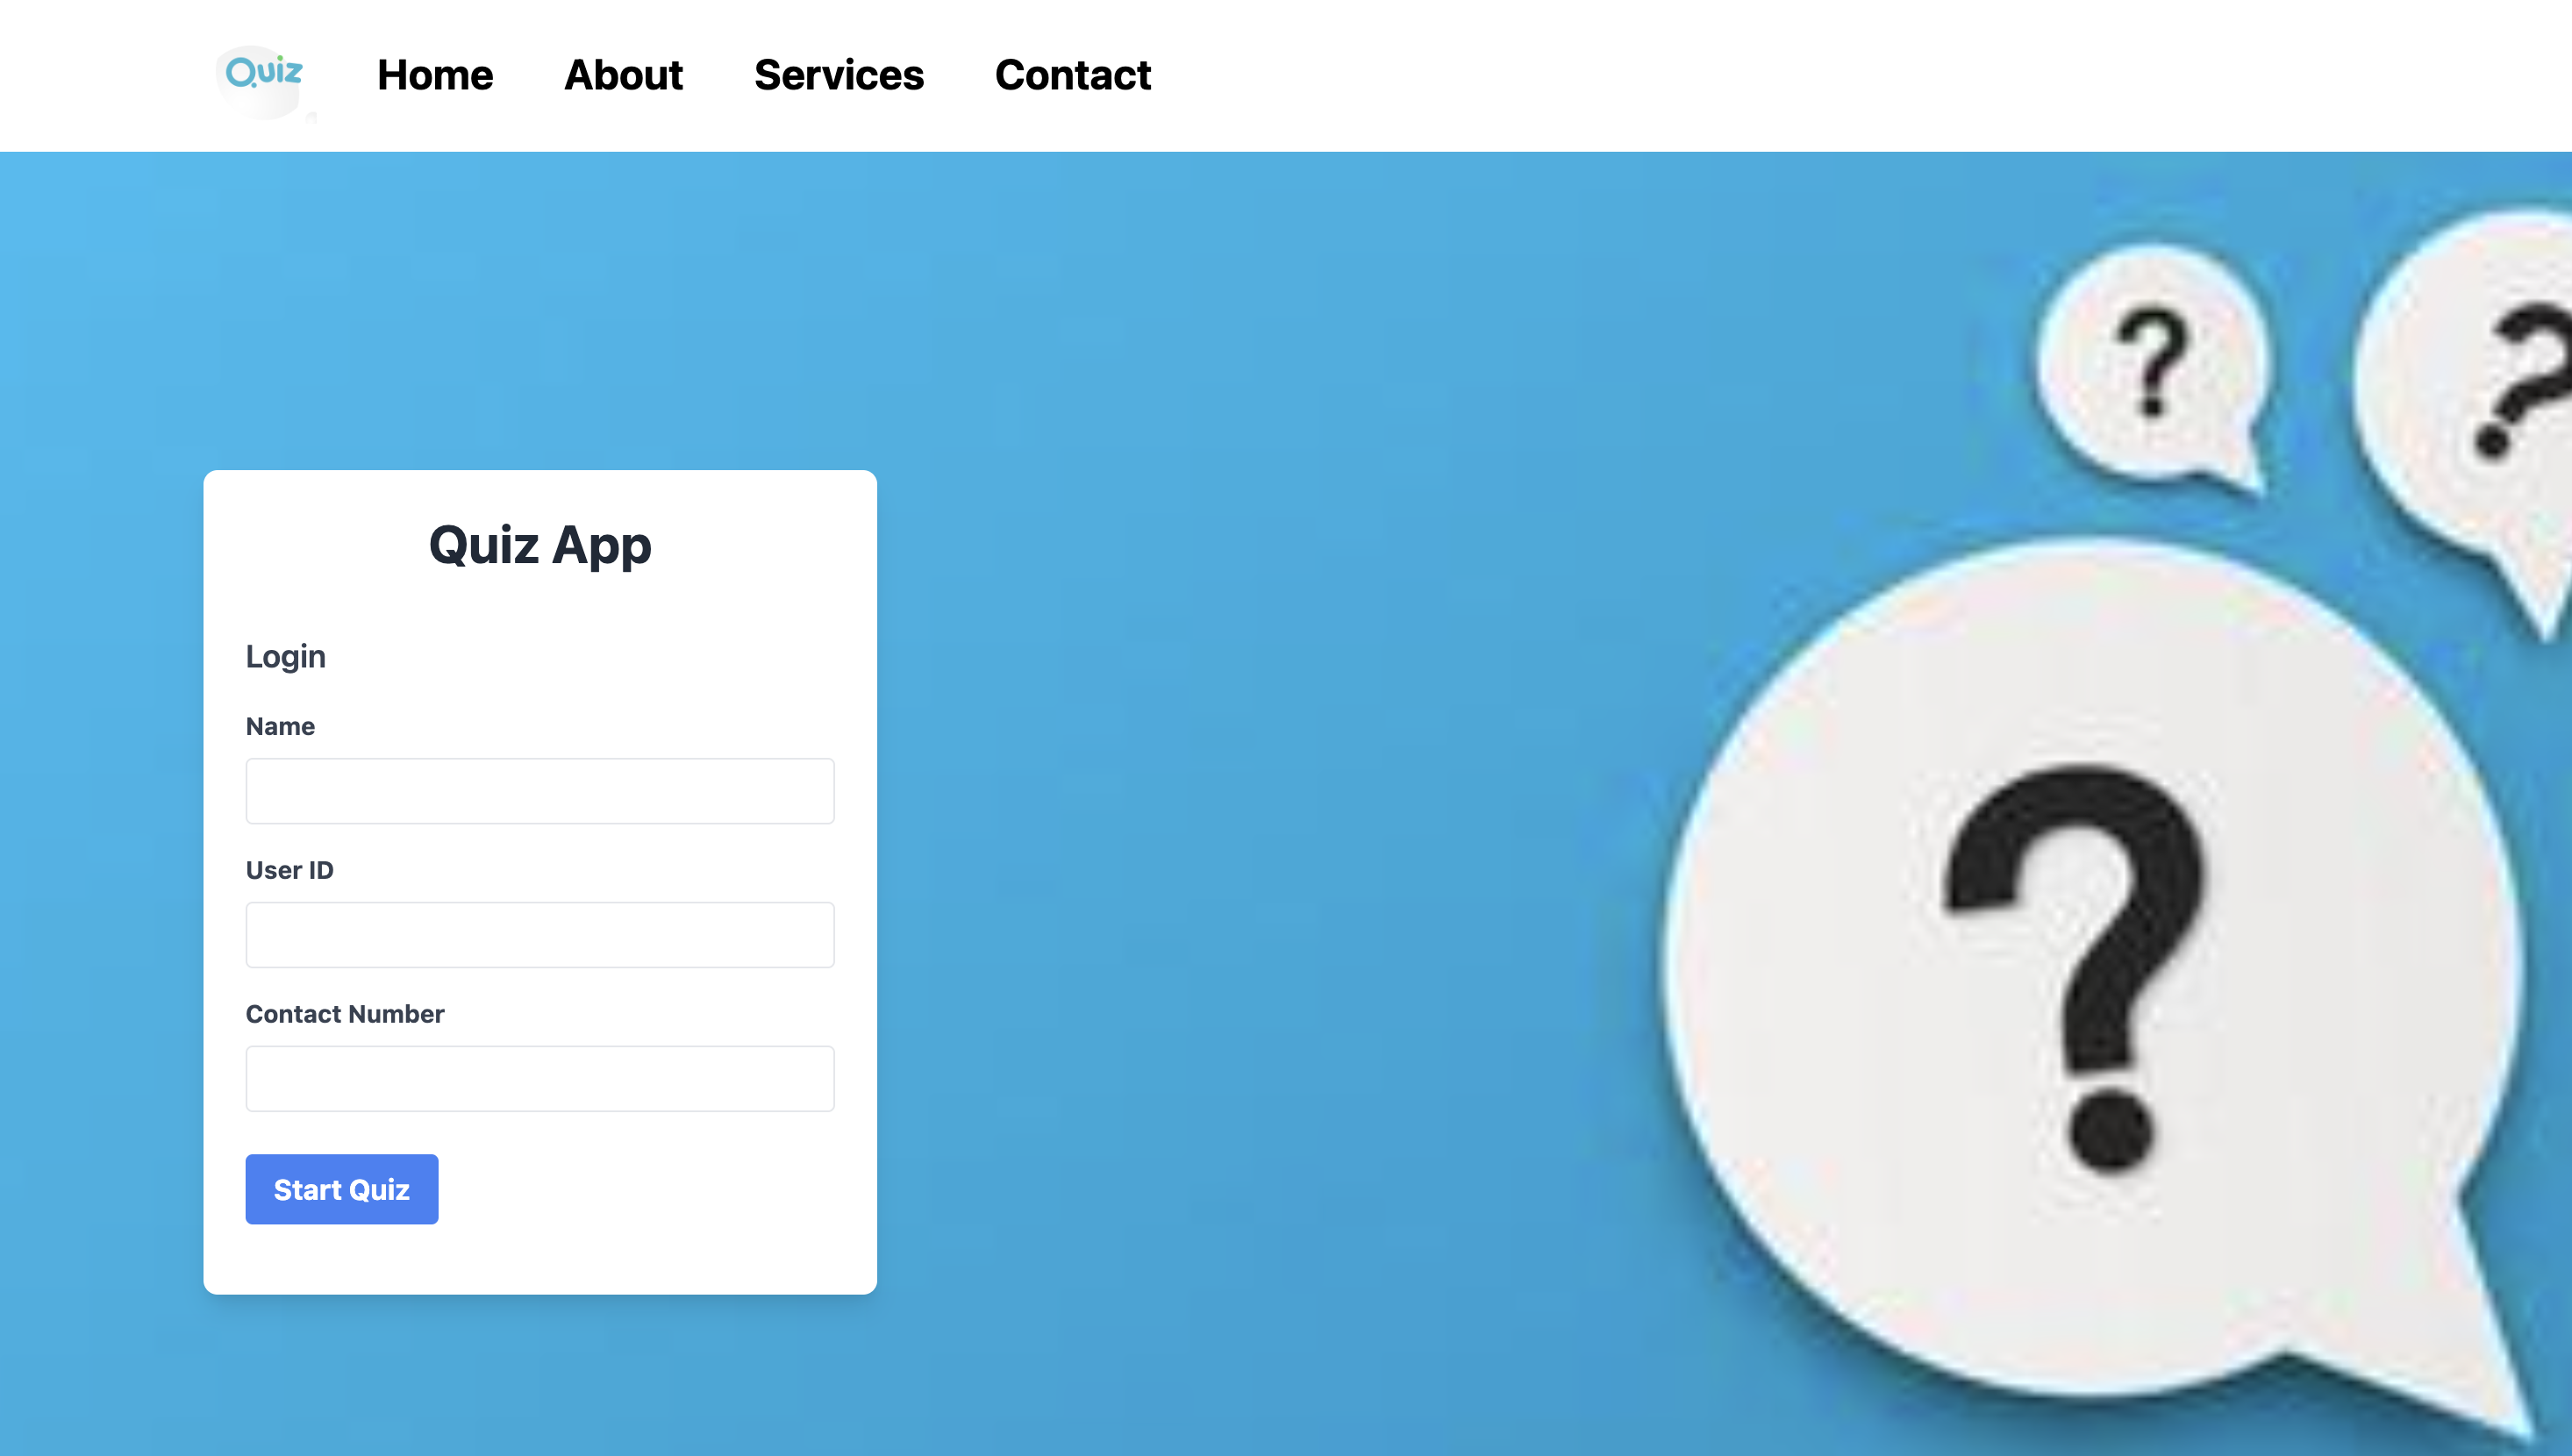 Quiz
Home
About
Services
Contact
?
?
?
Quiz App
Login
Name
User ID
Contact Number
Start Quiz